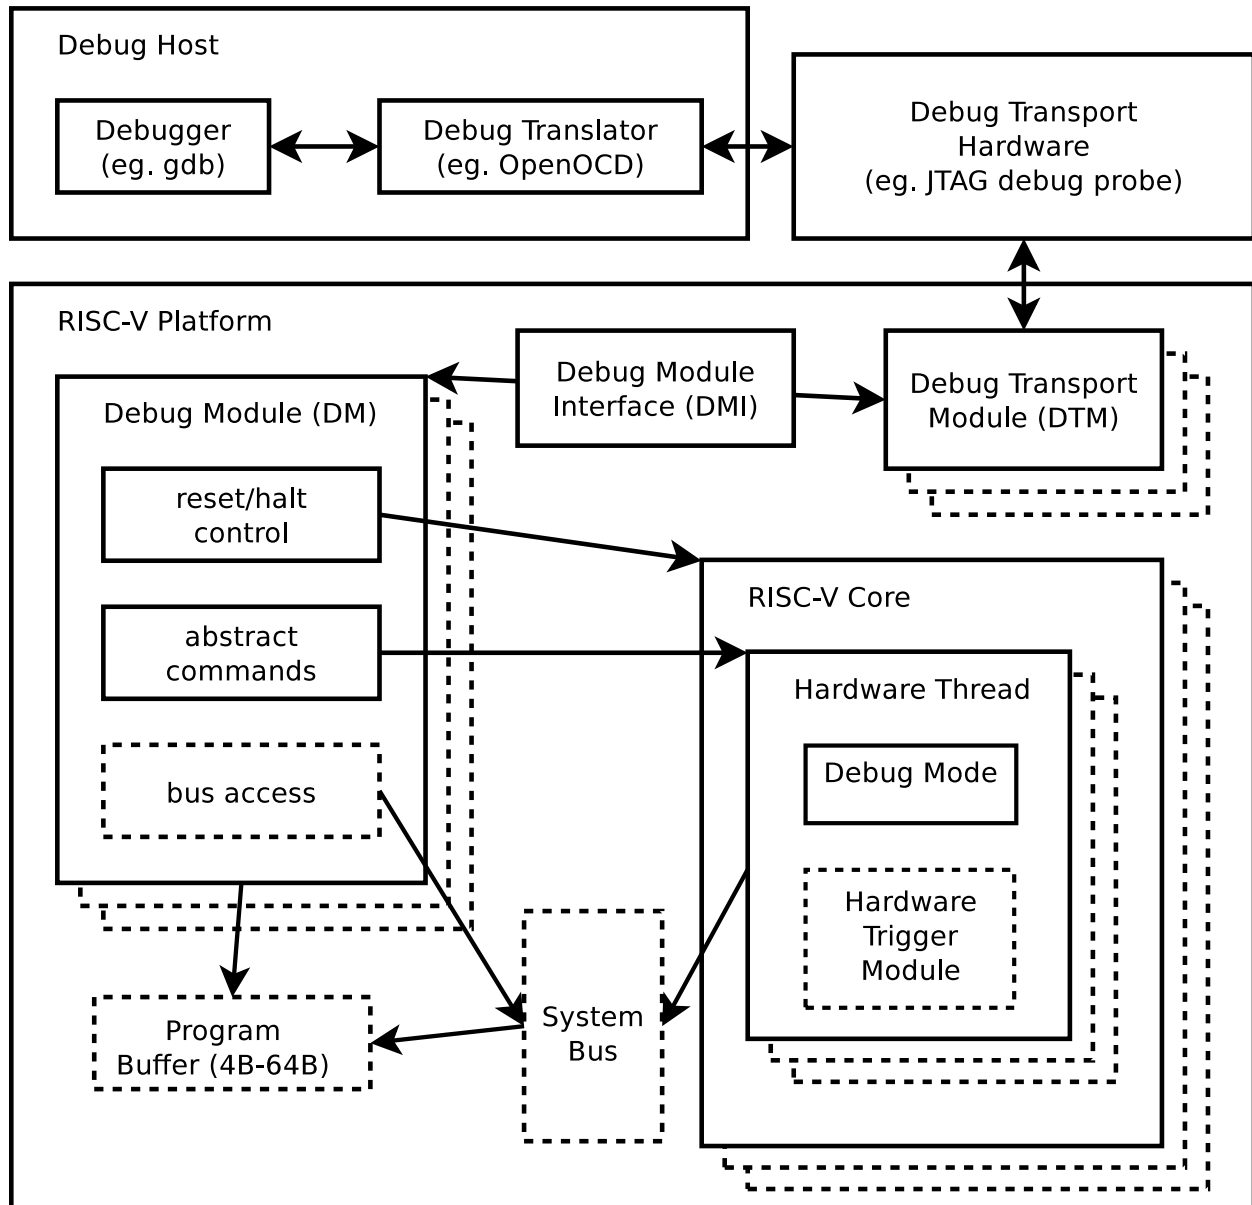 Debug Host
Debugger
(eg. gdb)
Debug Translator
(eg. OpenOCD)
Debug Transport
Hardware
(eg. JTAG debug probe)
RISC-V Platform
Debug Module
Interface (DMI)
Debug Transport
Module (DTM)
Debug Module (DM)
reset/halt
control
abstract
commands
bus access
RISC-V Core
Hardware Thread
Debug Mode
Hardware
Trigger
Module
System
Bus
Program
Buffer (4B-64B)